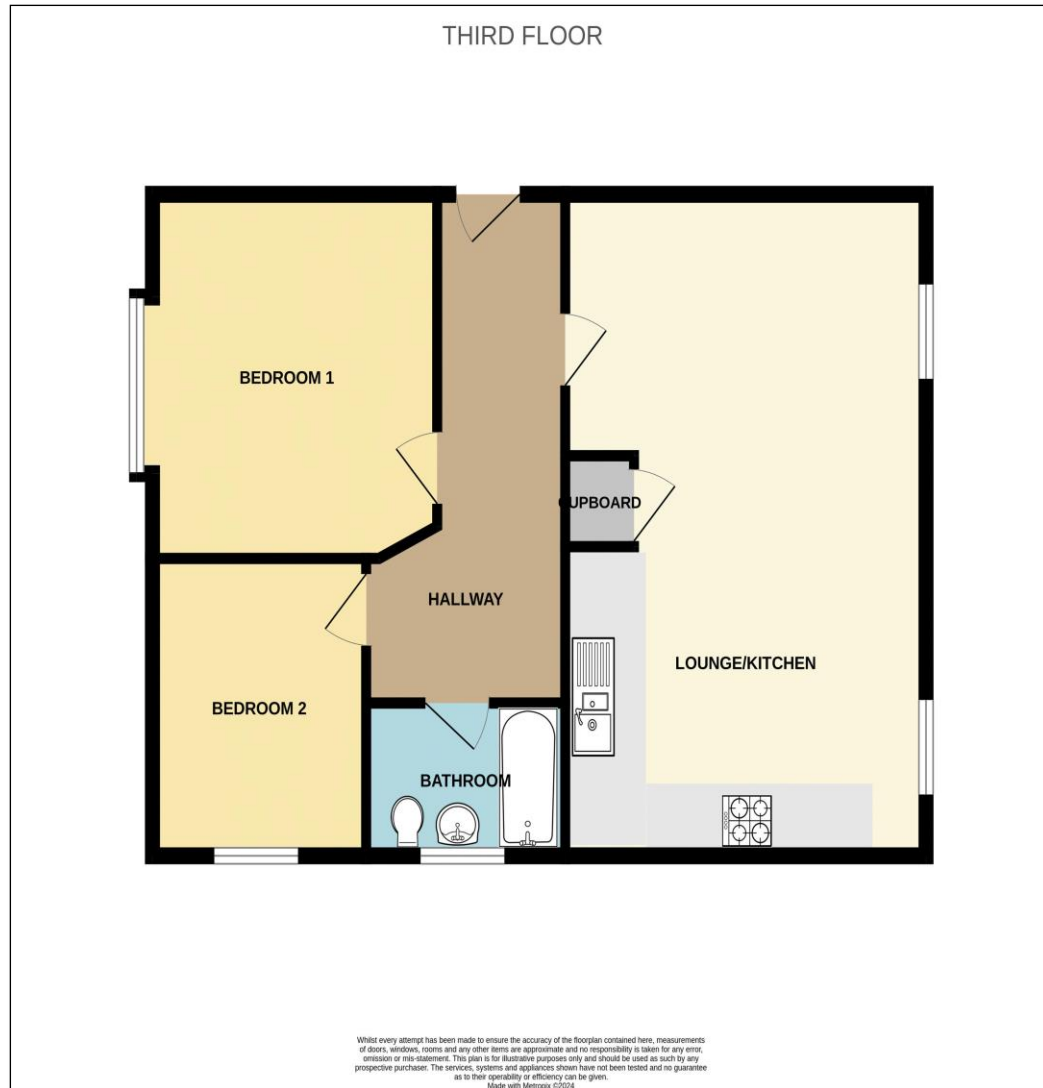 THIRD FLOOR
BEDROOM 1
CUPBOARD
HALLWAY
LOUNGE/KITCHEN
BEDROOM 2
BATHROOM
Whilst every attempt has been made to ensure the accuracy of the floorplan contained here, measurements
of doors, windows, rooms and any other items are approximate and no responsibility is taken for any error,
omission or mis-statement. This plan is for illustrative purposes only and should be used as such by any
prospective purchaser. The services, systems and appliances shown have not been tested and no guarantee
as to their operability or efficiency can be given.
Made with Metropix ©2024